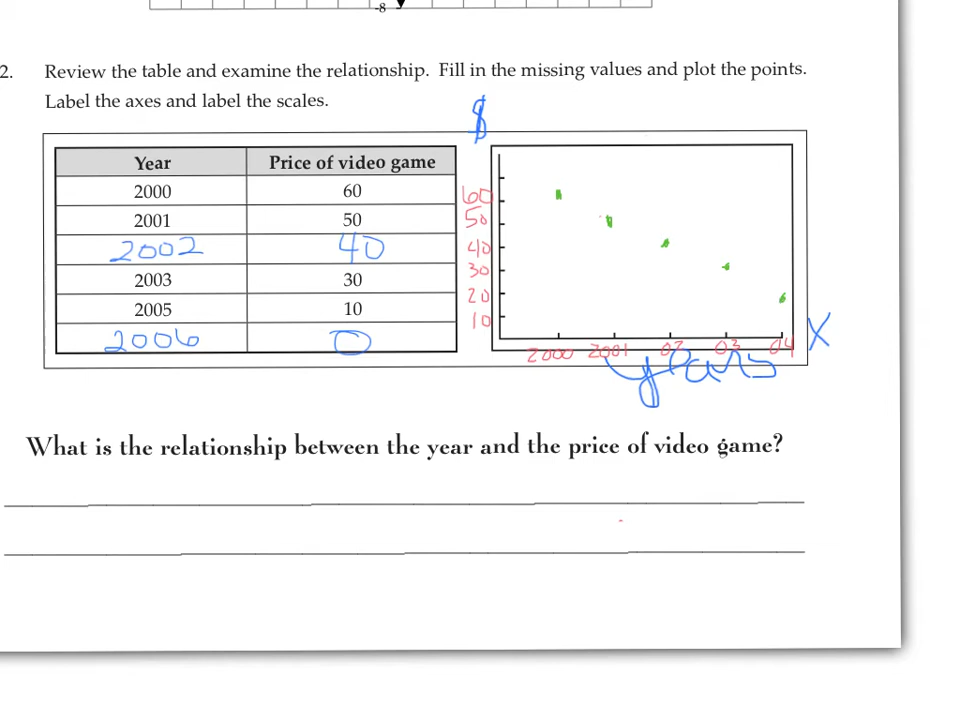 -8
2. Review the table and examine the relationship. Fill in the missing values and plot the points.
Label the axes and label the scales.
$
Year Price of video game
2000 60
2001 50
2002 40
2003 30
2005 10
2006 0
60
50
40
30
20
10
2000 2001 02 03 04 X
years
What is the relationship between the year and the price of video game?